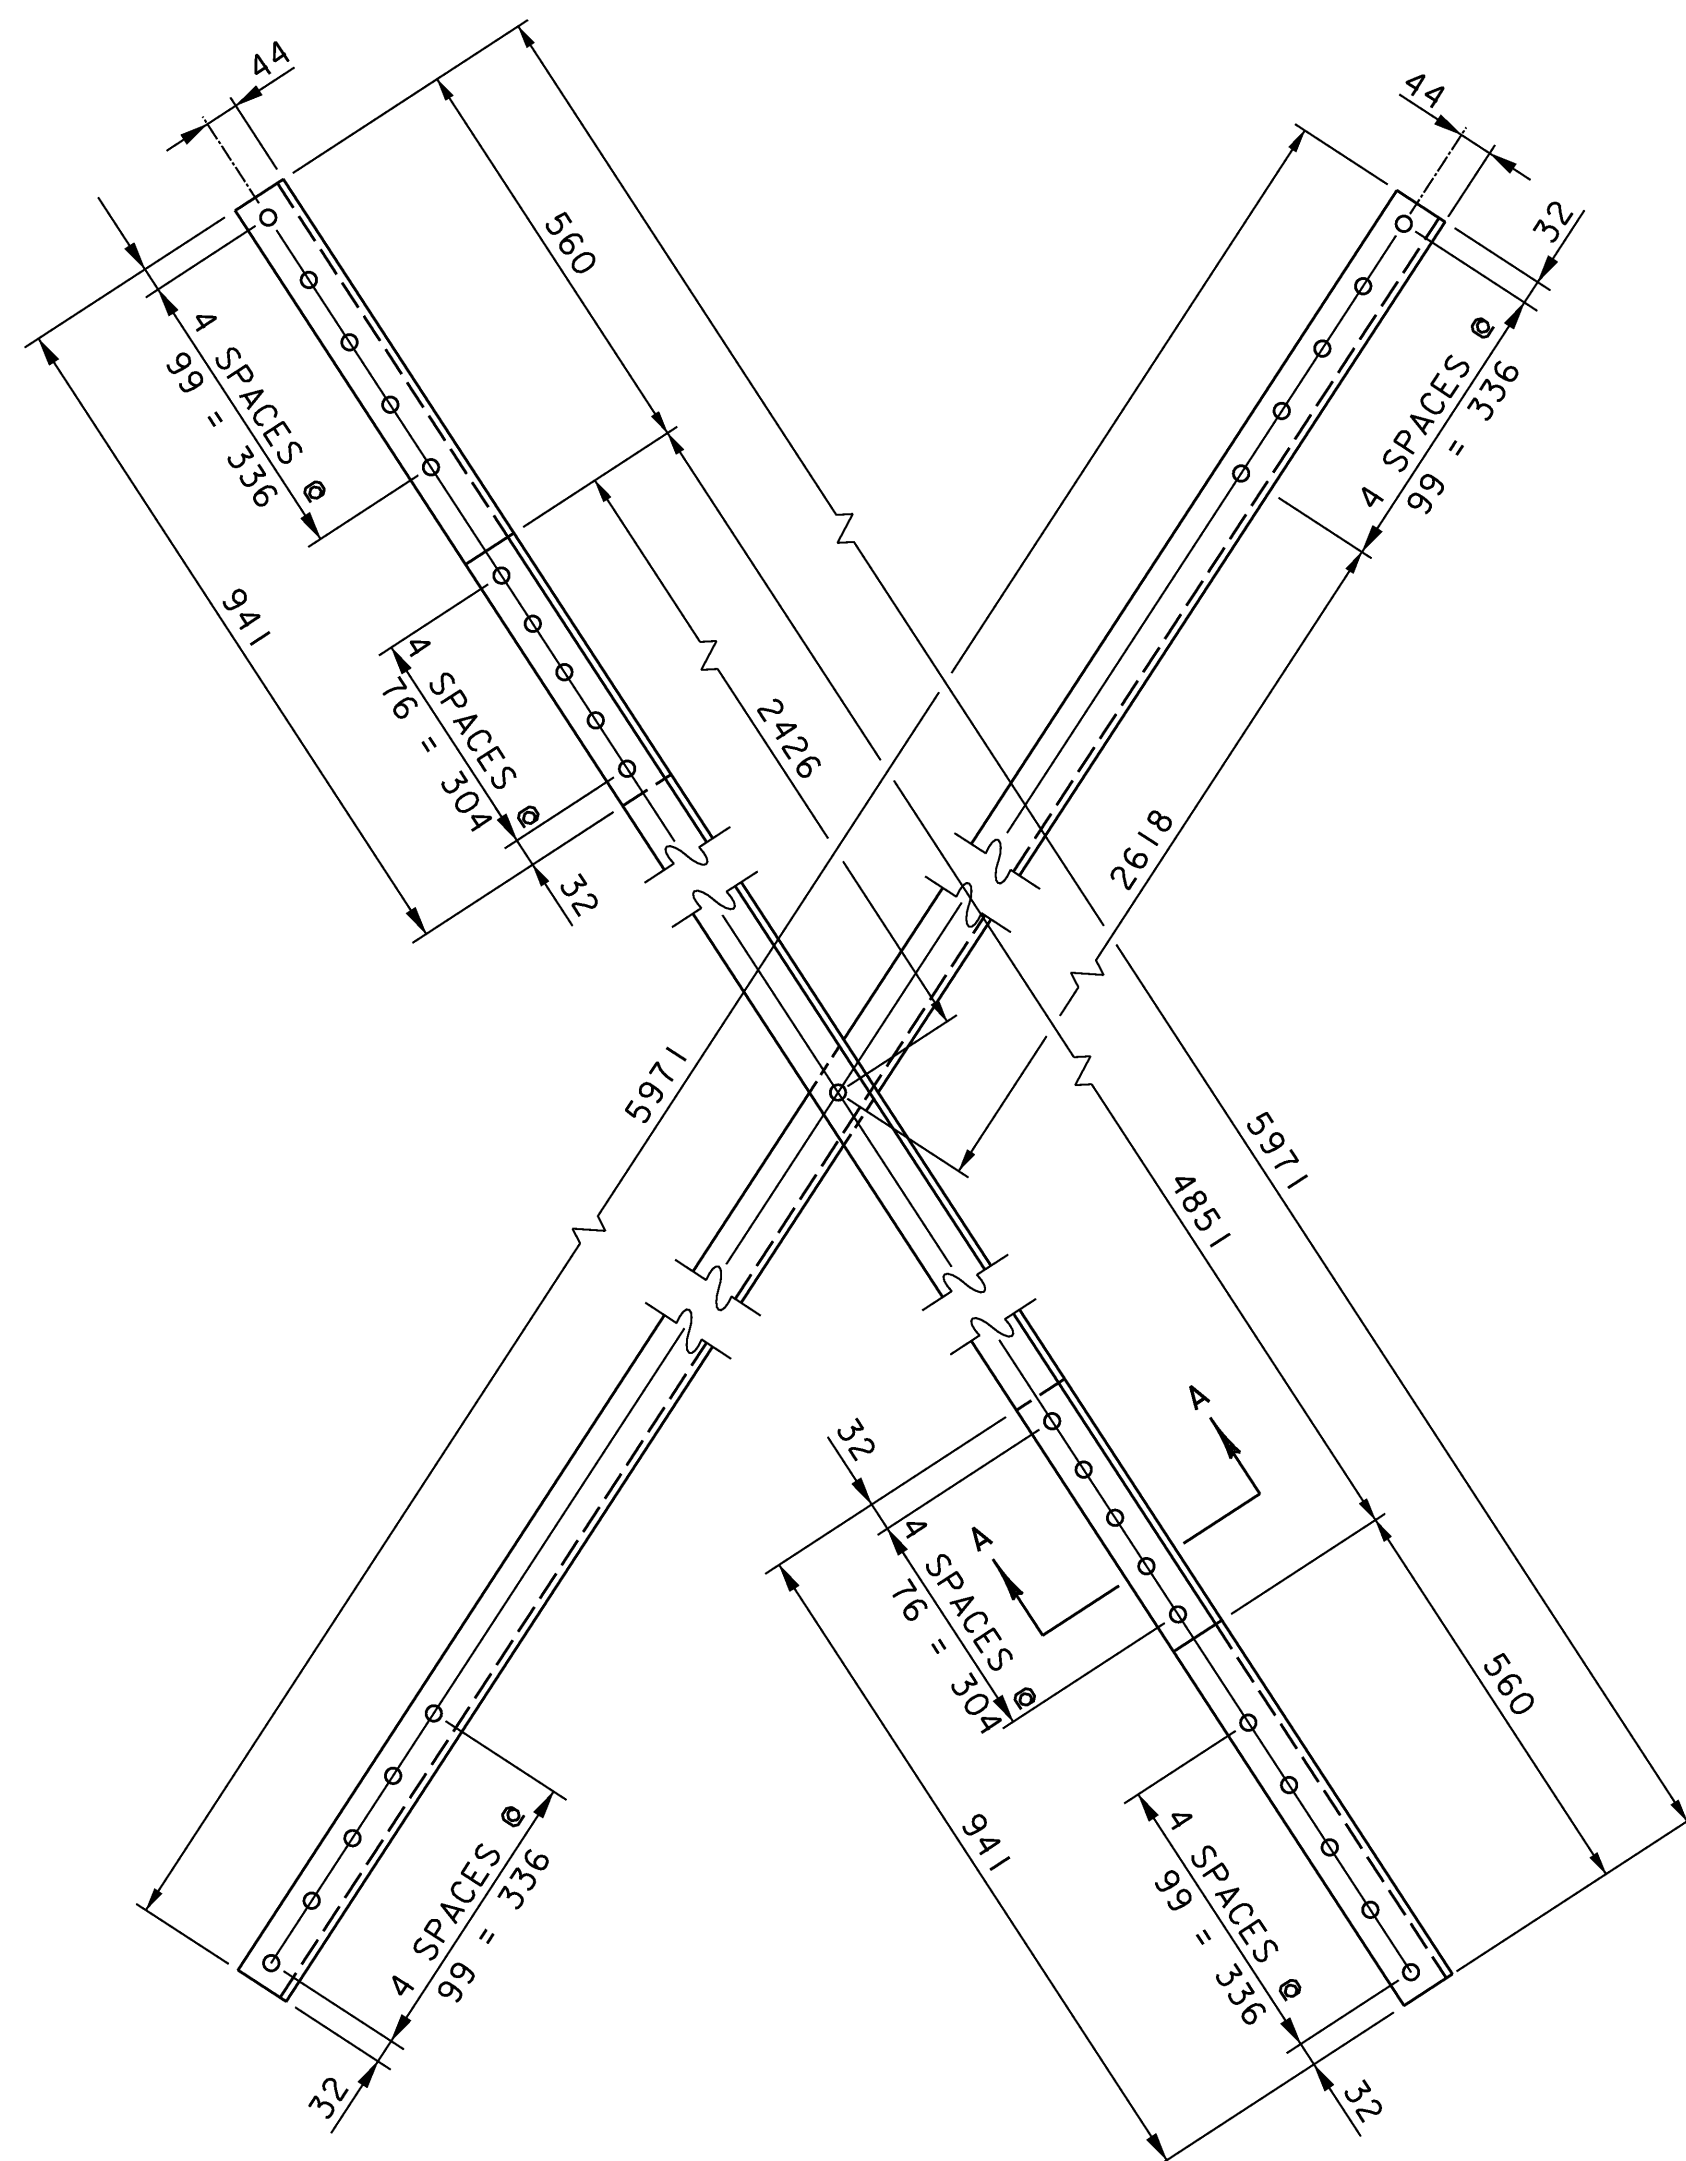 44
44
32
560
4 SPACES @
99 = 336
4 SPACES @
99 = 336
941
4 SPACES @
76 = 304
32
2426
2618
5971
5971
4851
A
A
32
4 SPACES @
76 = 304
560
941
4 SPACES @
99 = 336
4 SPACES @
99 = 336
32
32